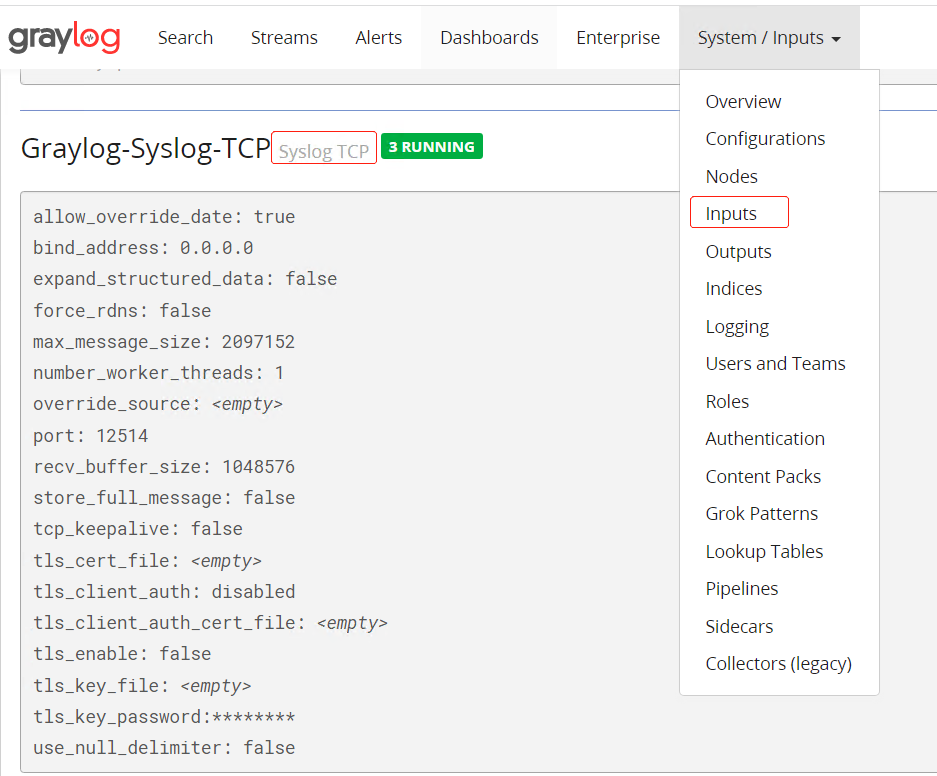 graylog Search Streams Alerts Dashboards Enterprise System / Inputs
Graylog-Syslog-TCP Syslog TCP 3 RUNNING
allow_override_date: true
bind_address: 0.0.0.0
expand_structured_data: false
force_rdns: false
max_message_size: 2097152
number_worker_threads: 1
override_source: <empty>
port: 12514
recv_buffer_size: 1048576
store_full_message: false
tcp_keepalive: false
tls_cert_file: <empty>
tls_client_auth: disabled
tls_client_auth_cert_file: <empty>
tls_enable: false
tls_key_file: <empty>
tls_key_password:********
use_null_delimiter: false
Overview
Configurations
Nodes
Inputs
Outputs
Indices
Logging
Users and Teams
Roles
Authentication
Content Packs
Grok Patterns
Lookup Tables
Pipelines
Sidecars
Collectors (legacy)